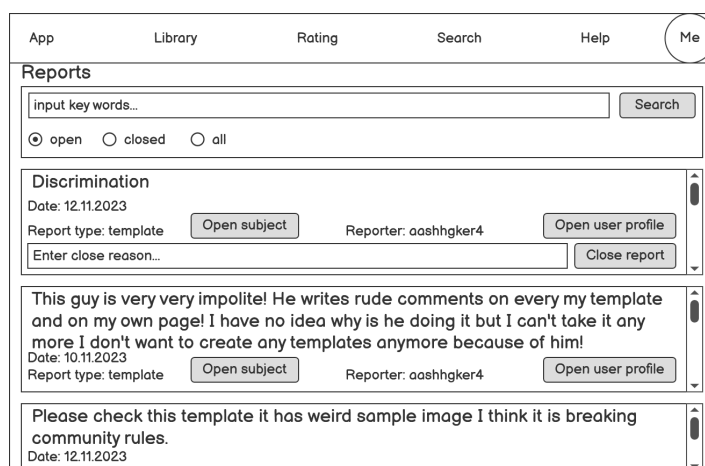 App Library Rating Search Help Me
Reports
input key words... Search
open closed all
Discrimination
Date: 12.11.2023
Report type: template Open subject Reporter: aashhgker4 Open user profile
Enter close reason... Close report
This guy is very very impolite! He writes rude comments on every my template
and on my own page! I have no idea why is he doing it but I can't take it any
more I don't want to create any templates anymore because of him!
Date: 10.11.2023
Report type: template Open subject Reporter: aashhgker4 Open user profile
Please check this template it has weird sample image I think it is breaking
community rules.
Date: 12.11.2023